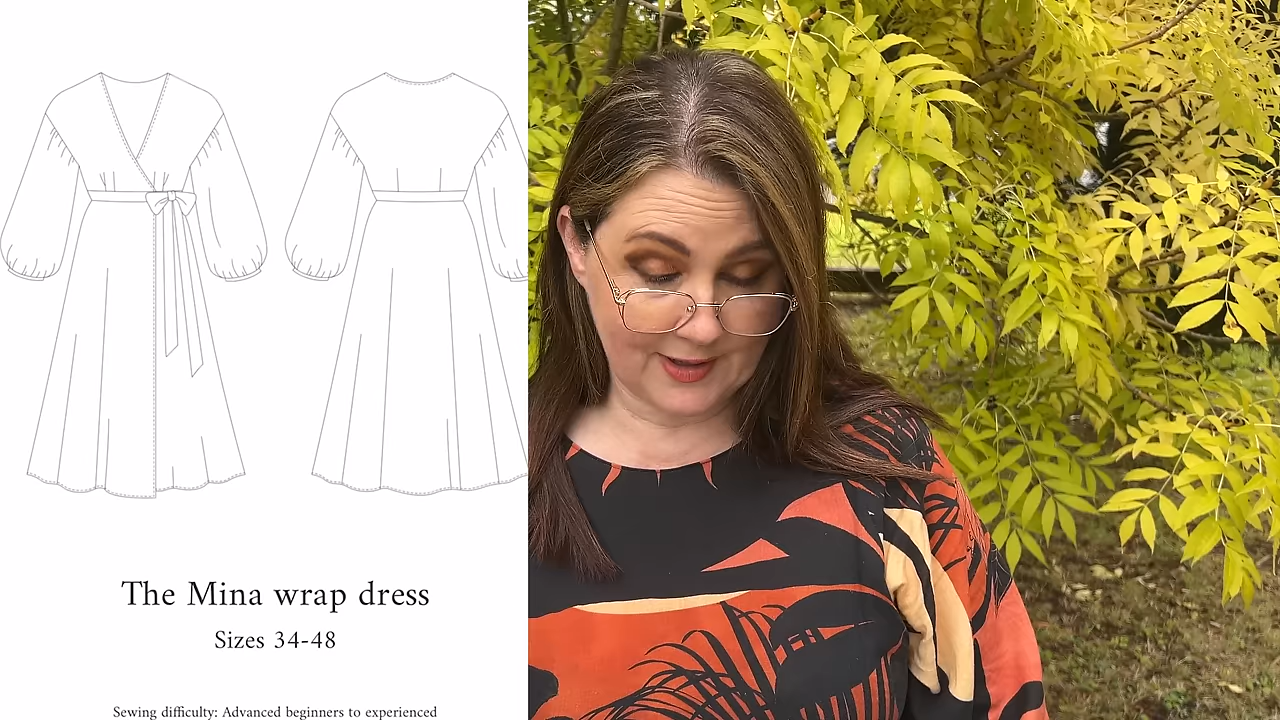 The Mina wrap dress
Sizes 34-48
Sewing difficulty: Advanced beginners to experienced